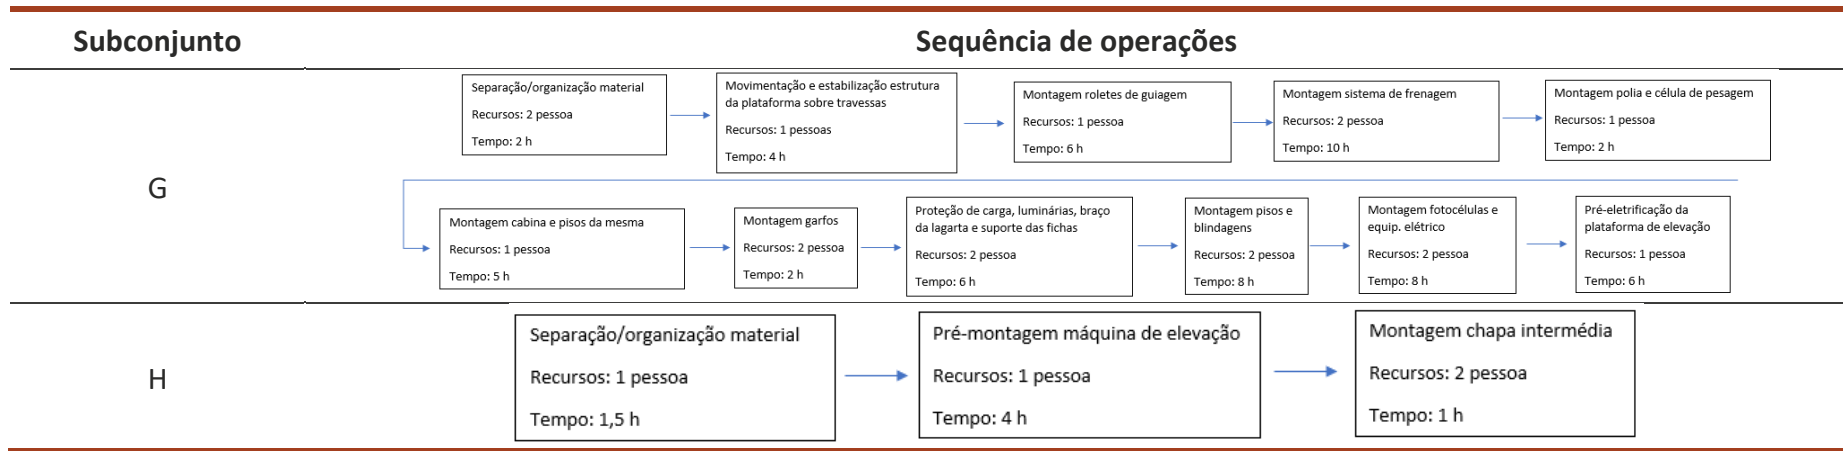 Subconjunto
Sequência de operações
G
Separação/organização material
Recursos: 2 pessoa
Tempo: 2 h
Movimentação e estabilização estrutura
da plataforma sobre travessas
Recursos: 1 pessoas
Tempo: 4 h
Montagem roletes de guiagem
Recursos: 1 pessoa
Tempo: 6 h
Montagem sistema de frenagem
Recursos: 2 pessoa
Tempo: 10 h
Montagem polia e célula de pesagem
Recursos: 1 pessoa
Tempo: 2 h
Montagem cabina e pisos da mesma
Recursos: 1 pessoa
Tempo: 5 h
Montagem garfos
Recursos: 2 pessoa
Tempo: 2 h
Proteção de carga, luminárias, braço
da lagarta e suporte das fichas
Recursos: 2 pessoa
Tempo: 6 h
Montagem pisos e
blindagens
Recursos: 2 pessoa
Tempo: 8 h
Montagem fotocélulas e
equip. elétrico
Recursos: 2 pessoa
Tempo: 8 h
Pré-eletrificação da
plataforma de elevação
Recursos: 1 pessoa
Tempo: 6 h
H
Separação/organização material
Recursos: 1 pessoa
Tempo: 1,5 h
Pré-montagem máquina de elevação
Recursos: 1 pessoa
Tempo: 4 h
Montagem chapa intermédia
Recursos: 2 pessoa
Tempo: 1 h